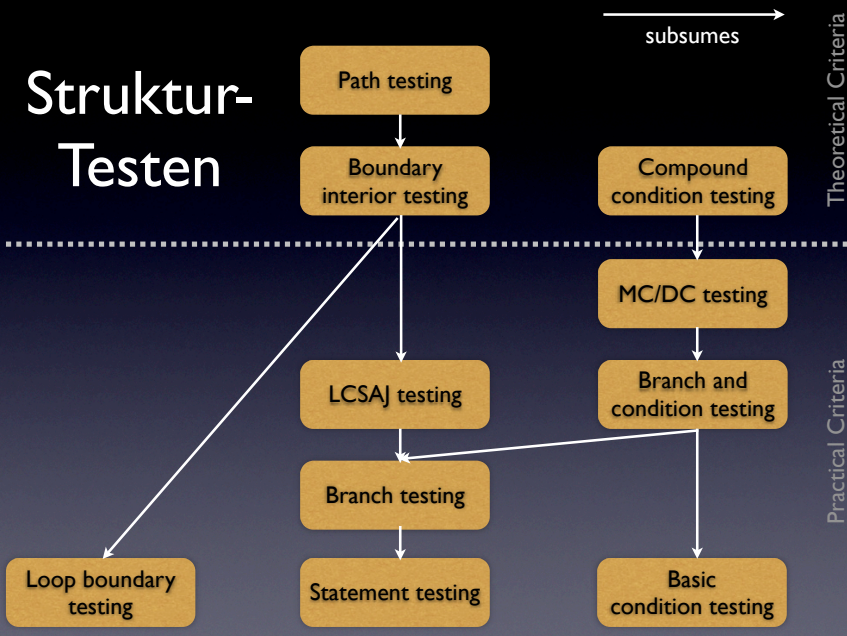 subsumes
Theoretical Criteria
Struktur-
Testen
Path testing
Boundary
interior testing
Compound
condition testing
MC/DC testing
LCSAJ testing
Branch and
condition testing
Practical Criteria
Branch testing
Loop boundary
testing
Statement testing
Basic
condition testing